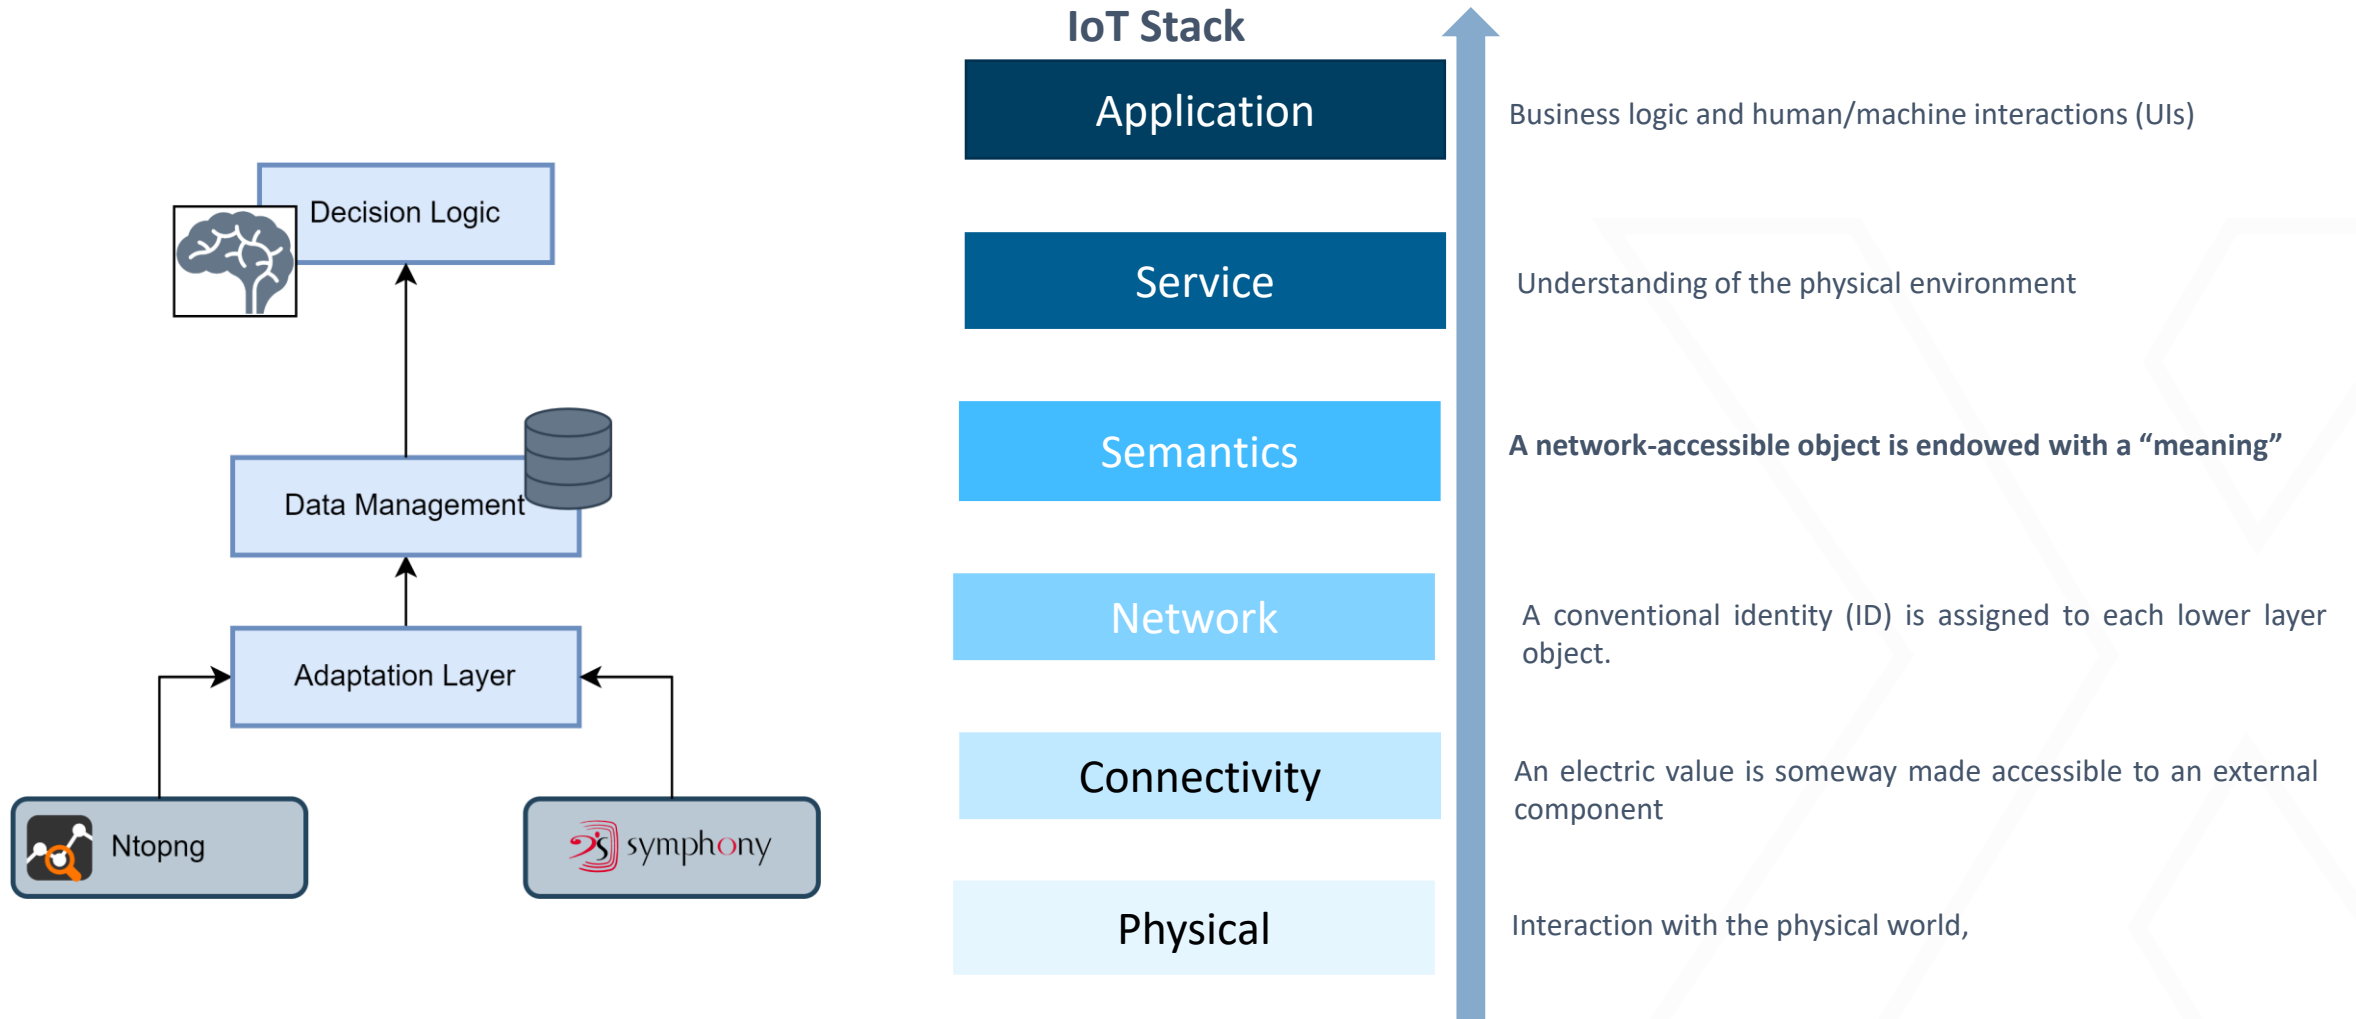 Decision Logic
Data Management
Adaptation Layer
Ntopng
symphony
IoT Stack
Application
Business logic and human/machine interactions (UIs)
Service
Understanding of the physical environment
Semantics
A network-accessible object is endowed with a “meaning”
Network
A conventional identity (ID) is assigned to each lower layer
object.
Connectivity
An electric value is someway made accessible to an external
component
Physical
Interaction with the physical world,